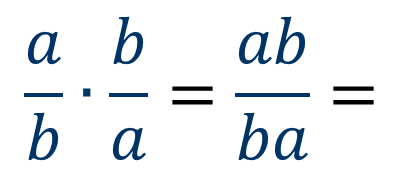 a/b · b/a = ab/ba =